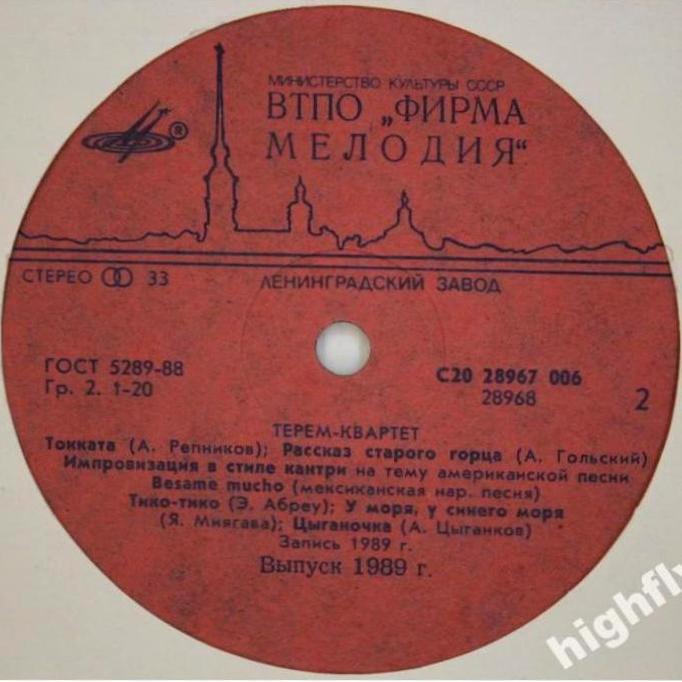 МИНИСТЕРСТВО КУЛЬТУРЫ СССР
ВТПО „ФИРМА
МЕЛОДИЯ“
®
СТЕРЕО 33
ЛЕНИНГРАДСКИЙ ЗАВОД
ГОСТ 5289-88
Гр. 2. 1-20
С20 28967 006
28968
2
ТЕРЕМ-КВАРТЕТ
Токката (А. Репников); Рассказ старого горца (А. Гольский)
Импровизация в стиле кантри на тему американской песни
Besame mucho (мексиканская нар. песня)
Тико-тико (Э. Абреу); У моря, у синего моря
(Я. Миягава); Цыганочка (А. Цыганков)
Запись 1989 г.
Выпуск 1989 г.
highfly